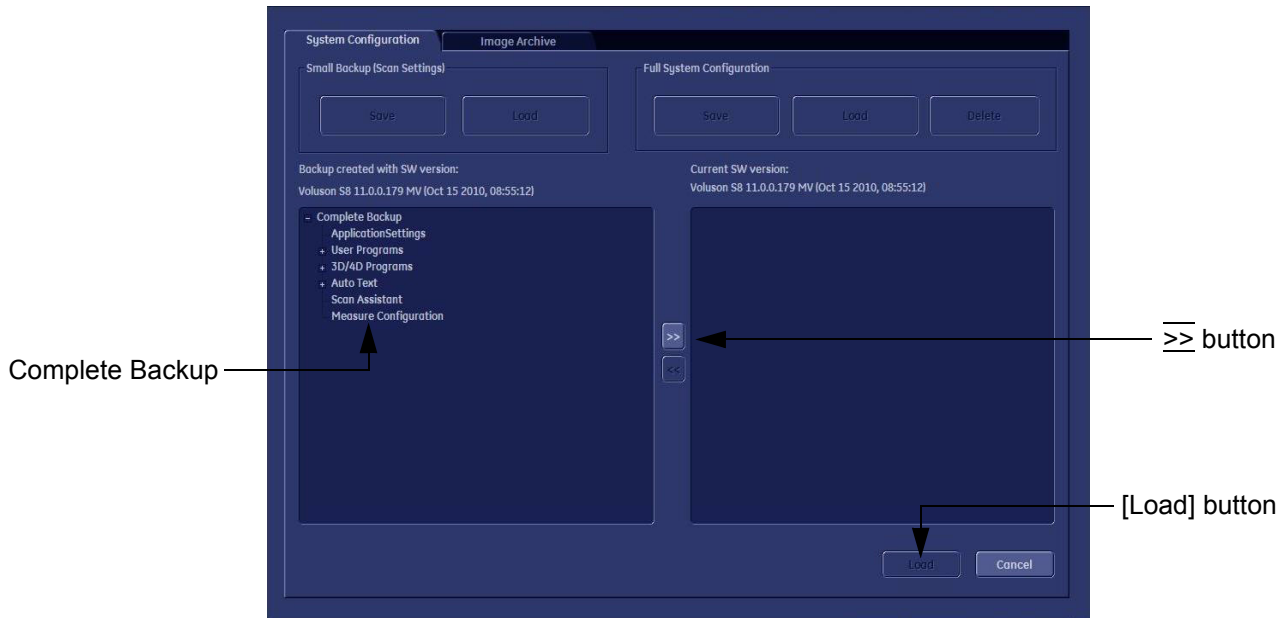 System Configuration
Image Archive
Small Backup (Scan Settings)
Full System Configuration
Save
Load
Save
Load
Delete
Backup created with SW version:
Voluson S8 11.0.0.179 MV (Oct 15 2010, 08:55:12)
Current SW version:
Voluson S8 11.0.0.179 MV (Oct 15 2010, 08:55:12)
- Complete Backup
ApplicationSettings
+ User Programs
+ 3D/4D Programs
+ Auto Text
Scan Assistant
Measure Configuration
>>
<<
>> button
Complete Backup
[Load] button
Load
Cancel